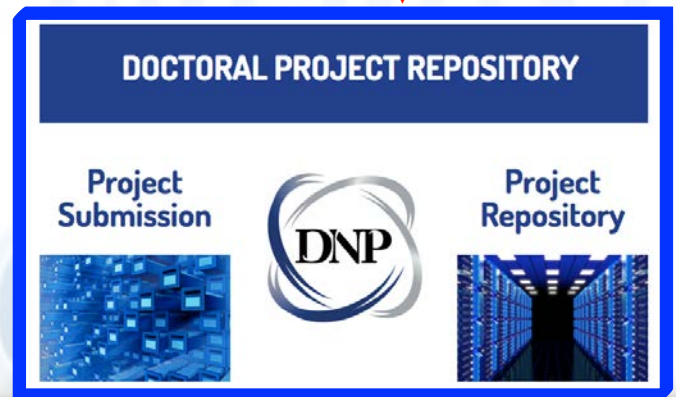 DOCTORAL PROJECT REPOSITORY
Project
Submission
DNP
Project
Repository